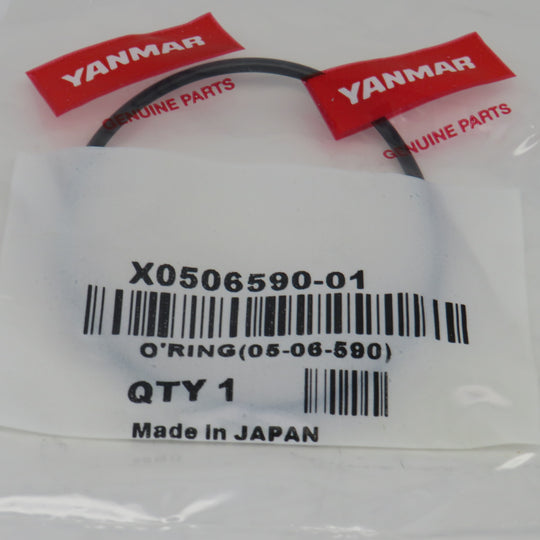 YANMAR
GENUINE PARTS
YANMAR
GENUINE PARTS
X0506590-01
O'RING(05-06-590)
QTY 1
Made in JAPAN